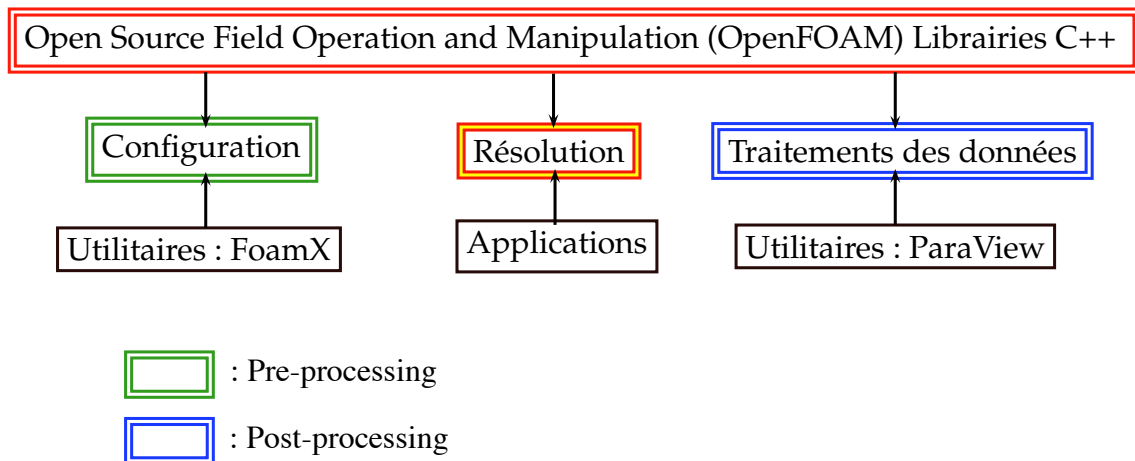 Open Source Field Operation and Manipulation (OpenFOAM) Librairies C++
Configuration
Résolution
Traitements des données
Utilitaires : FoamX
Applications
Utilitaires : ParaView
: Pre-processing
: Post-processing